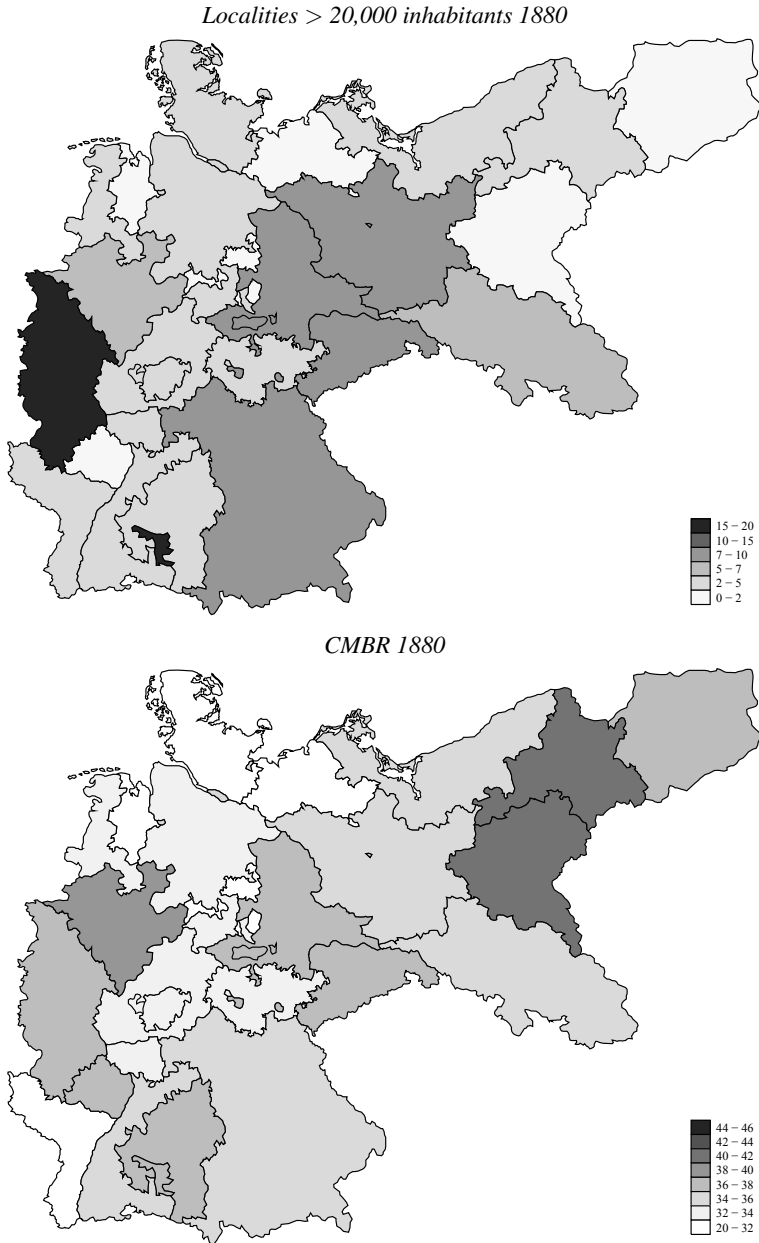 Localities > 20,000 inhabitants 1880
15 – 20
10 – 15
7 – 10
5 – 7
2 – 5
0 – 2
CMBR 1880
44 – 46
42 – 44
40 – 42
38 – 40
36 – 38
34 – 36
32 – 34
20 – 32